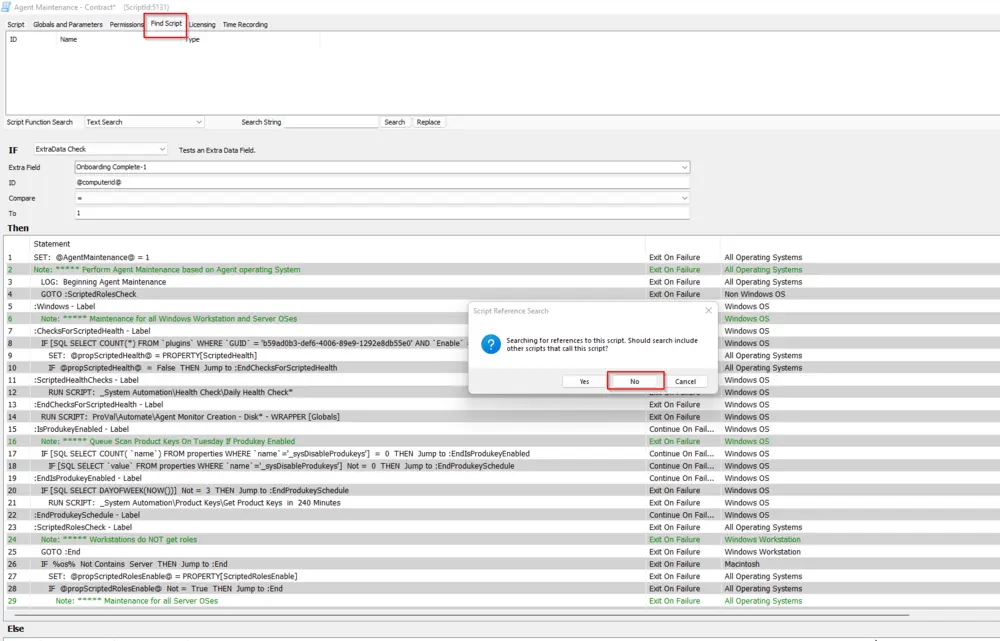 Agent Maintenance - Contract* (ScriptId:5131)
Script Globals and Parameters Permissions Find Script Licensing Time Recording
ID Name Type
Script Function Search Text Search Search String Search Replace
IF ExtraData Check Tests an Extra Data Field.
Extra Field Onboarding Complete-1
ID @computerid@
Compare =
To 1
Then
Statement
1 SET: @AgentMaintenance@ = 1 Exit On Failure All Operating Systems
2 Note: ***** Perform Agent Maintenance based on Agent operating System Exit On Failure All Operating Systems
3 LOG: Beginning Agent Maintenance Exit On Failure All Operating Systems
4 GOTO :ScriptedRolesCheck Exit On Failure Non Windows OS
5 :Windows - Label Exit On Failure Windows OS
6 Note: ***** Maintenance for all Windows Workstation and Server OSes Windows OS
7 :ChecksForScriptedHealth - Label Windows OS
8 IF [SQL SELECT COUNT(*) FROM `plugins` WHERE `GUID` = 'b59ad0b3-def6-4006-89e9-1292e8db55e0' AND `Enable` Windows OS
9 SET: @propScriptedHealth@ = PROPERTY[ScriptedHealth] All Operating Systems
10 IF @propScriptedHealth@ = False THEN Jump to :EndChecksForScriptedHealth All Operating Systems
11 :ScriptedHealthChecks - Label Windows OS
12 RUN SCRIPT: _System Automation\Health Check\Daily Health Check* Windows OS
13 :EndChecksForScriptedHealth - Label Exit On Failure Windows OS
14 RUN SCRIPT: ProVal\Automate\Agent Monitor Creation - Disk* - WRAPPER [Globals] Exit On Failure Windows OS
15 :IsProdukeyEnabled - Label Continue On Fail... Windows OS
16 Note: ***** Queue Scan Product Keys On Tuesday If Produkey Enabled Exit On Failure Windows OS
17 IF [SQL SELECT COUNT( `name`) FROM properties WHERE `name`='_sysDisableProdukeys'] = 0 THEN Jump to :EndIsProdukeyEnabled Continue On Fail... Windows OS
18 IF [SQL SELECT `value` FROM properties WHERE `name`='_sysDisableProdukeys'] Not = 0 THEN Jump to :EndProdukeySchedule Continue On Fail... Windows OS
19 :EndIsProdukeyEnabled - Label Continue On Fail... Windows OS
20 IF [SQL SELECT DAYOFWEEK(NOW())] Not = 3 THEN Jump to :EndProdukeySchedule Exit On Failure Windows OS
21 RUN SCRIPT: _System Automation\Product Keys\Get Product Keys in 240 Minutes Exit On Failure Windows OS
22 :EndProdukeySchedule - Label Continue On Fail... Windows OS
23 :ScriptedRolesCheck - Label Exit On Failure All Operating Systems
24 Note: ***** Workstations do NOT get roles Exit On Failure Windows Workstation
25 GOTO :End Exit On Failure Windows Workstation
26 IF %os% Not Contains Server THEN Jump to :End Exit On Failure Macintosh
27 SET: @propScriptedRolesEnable@ = PROPERTY[ScriptedRolesEnable] Exit On Failure All Operating Systems
28 IF @propScriptedRolesEnable@ Not = True THEN Jump to :End Exit On Failure All Operating Systems
29 Note: ***** Maintenance for all Server OSes Exit On Failure All Operating Systems
Else
Script Reference Search
Searching for references to this script. Should search include
other scripts that call this script?
Yes No Cancel